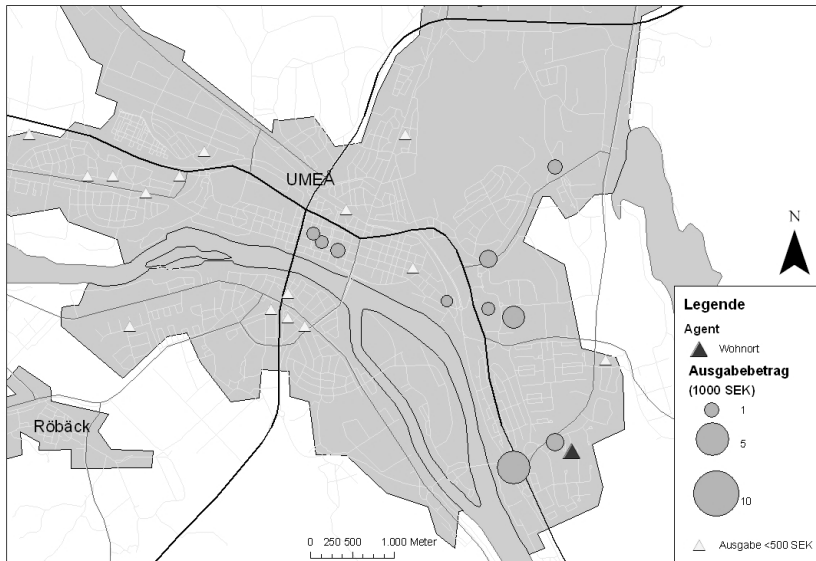 UMEÅ
N
Röbäck
0 250 500 1.000 Meter
Legende
Agent
Wohnort
Ausgabebetrag
(1000 SEK)
1
5
10
Ausgabe <500 SEK